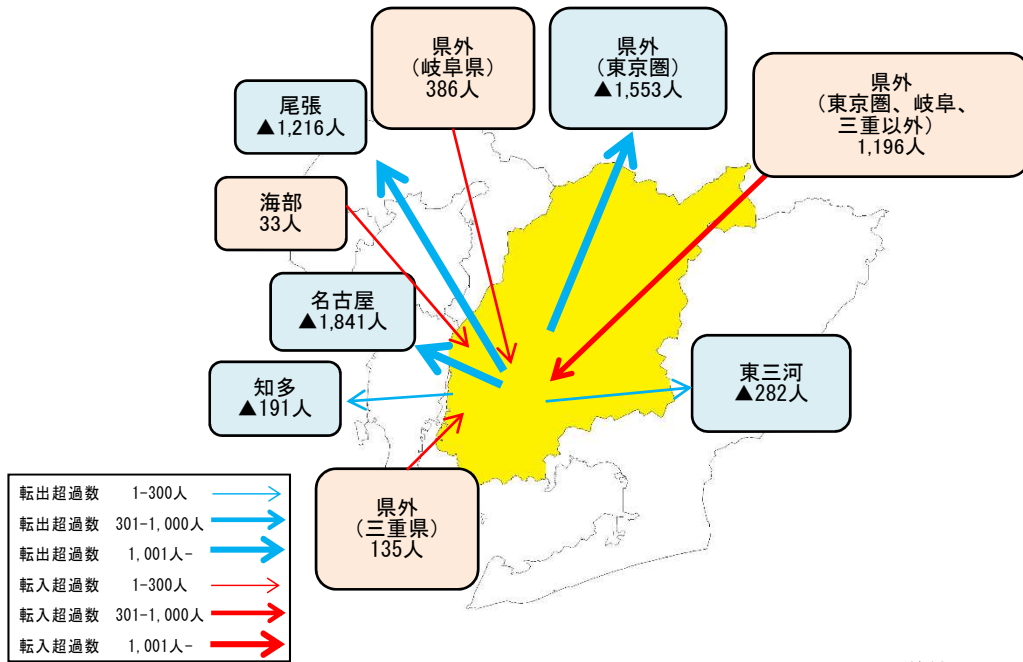 県外
（岐阜県）
386人
県外
（東京圏）
▲1,553人
県外
（東京圏、岐阜、
三重以外）
1,196人
尾張
▲1,216人
海部
33人
名古屋
▲1,841人
知多
▲191人
東三河
▲282人
県外
（三重県）
135人
転出超過数 1-300人
転出超過数 301-1,000人
転出超過数 1,001人-
転入超過数 1-300人
転入超過数 301-1,000人
転入超過数 1,001人-